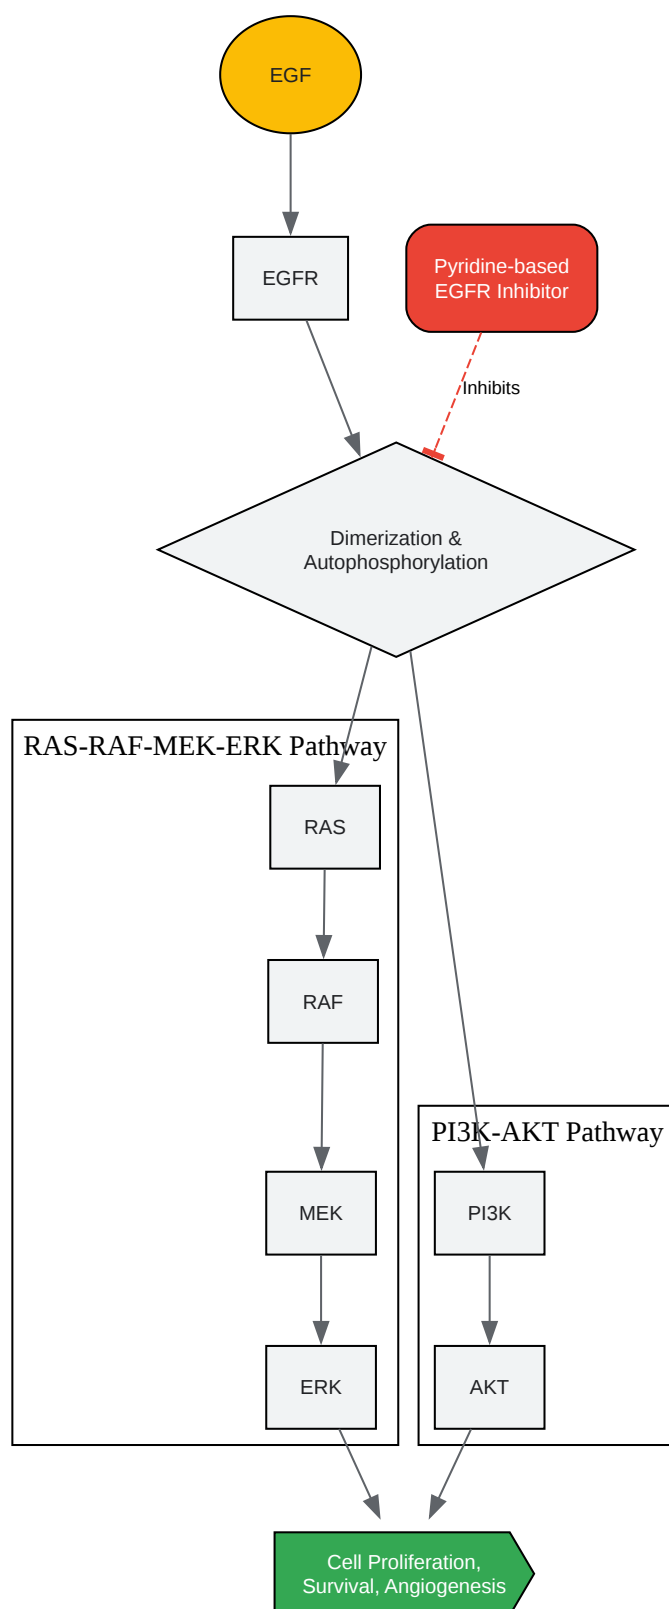 EGF
EGFR
Pyridine-based
EGFR Inhibitor
Inhibits
Dimerization &
Autophosphorylation
RAS-RAF-MEK-ERK Pathway
RAS
RAF
MEK
ERK
PI3K-AKT Pathway
PI3K
AKT
Cell Proliferation,
Survival, Angiogenesis